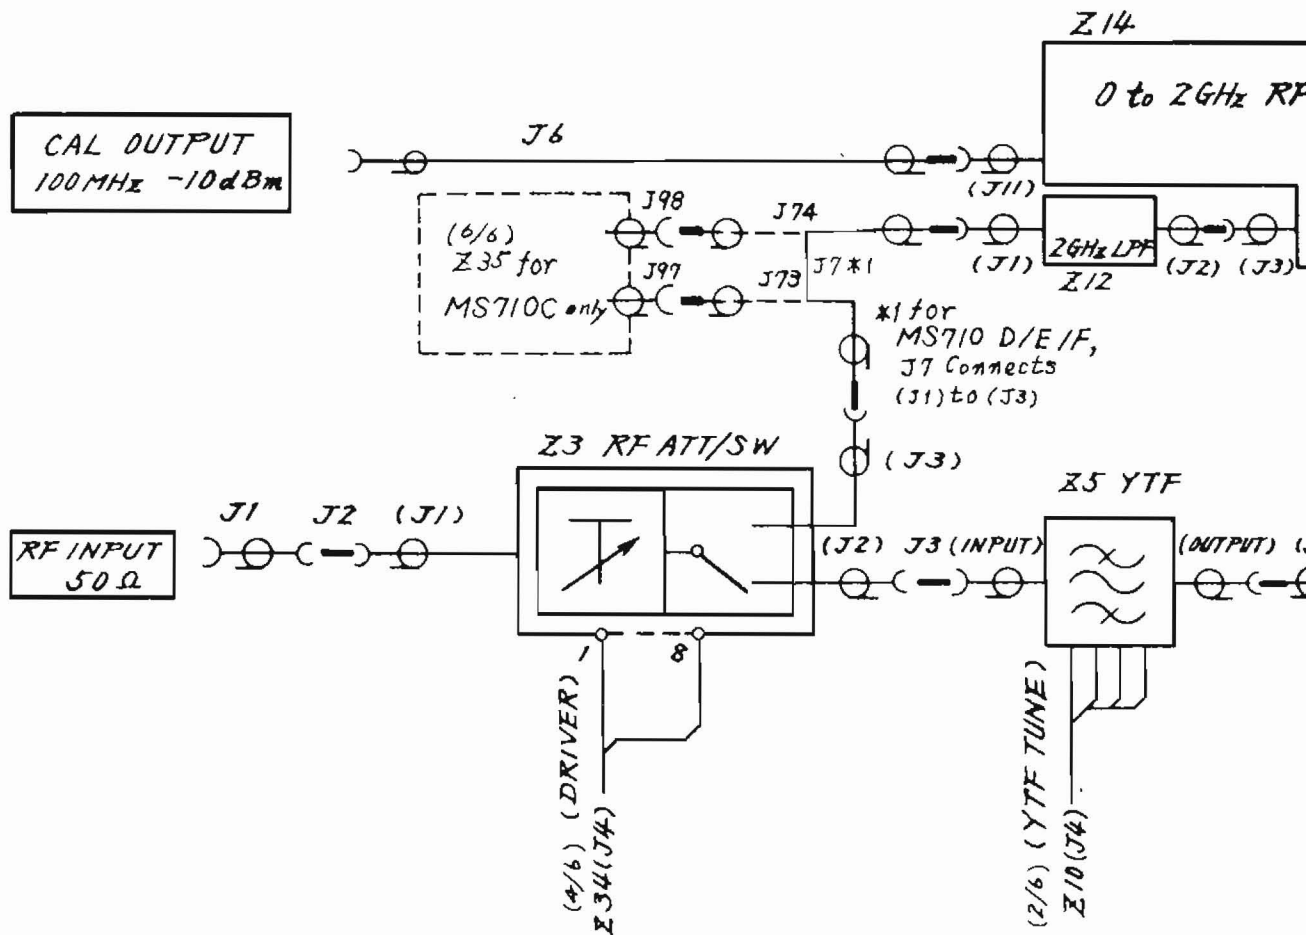 Z14
0 to 2GHz RF
CAL OUTPUT
100MHz -10dBm
J6
(J11)
J98
J74
(6/6)
Z35 for
MS710C only
J97
J73
J7*1
(J1)
2GHz LPF
Z12
(J2)
(J3)
*1 for
MS710 D/E/F,
J7 Connects
(J1) to (J3)
Z3 RF ATT/SW
(J3)
Z5 YTF
RF INPUT
50Ω
J1
J2
(J1)
(J2)
J3
(INPUT)
(OUTPUT)
1
8
(4/6) (DRIVER)
Z34(J4)
(2/6) (YTF TUNE)
Z10(J4)